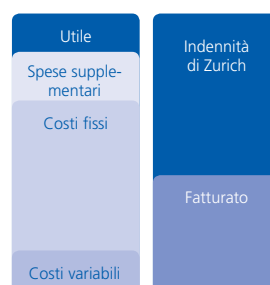 Utile
Spese supple-
mentari
Costi fissi
Costi variabili
Indennità
di Zurich
Fatturato